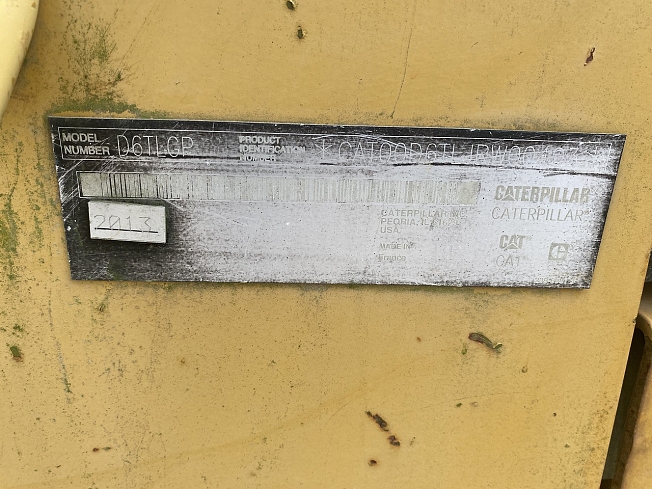 MODEL NUMBER D6TLGP
PRODUCT IDENTIFICATION NUMBER
2013
CATERPILLAR INC.
PEORIA, IL
USA.
MADE IN
France
CATERPILLAR
CATERPILLAR
CAT
CAT